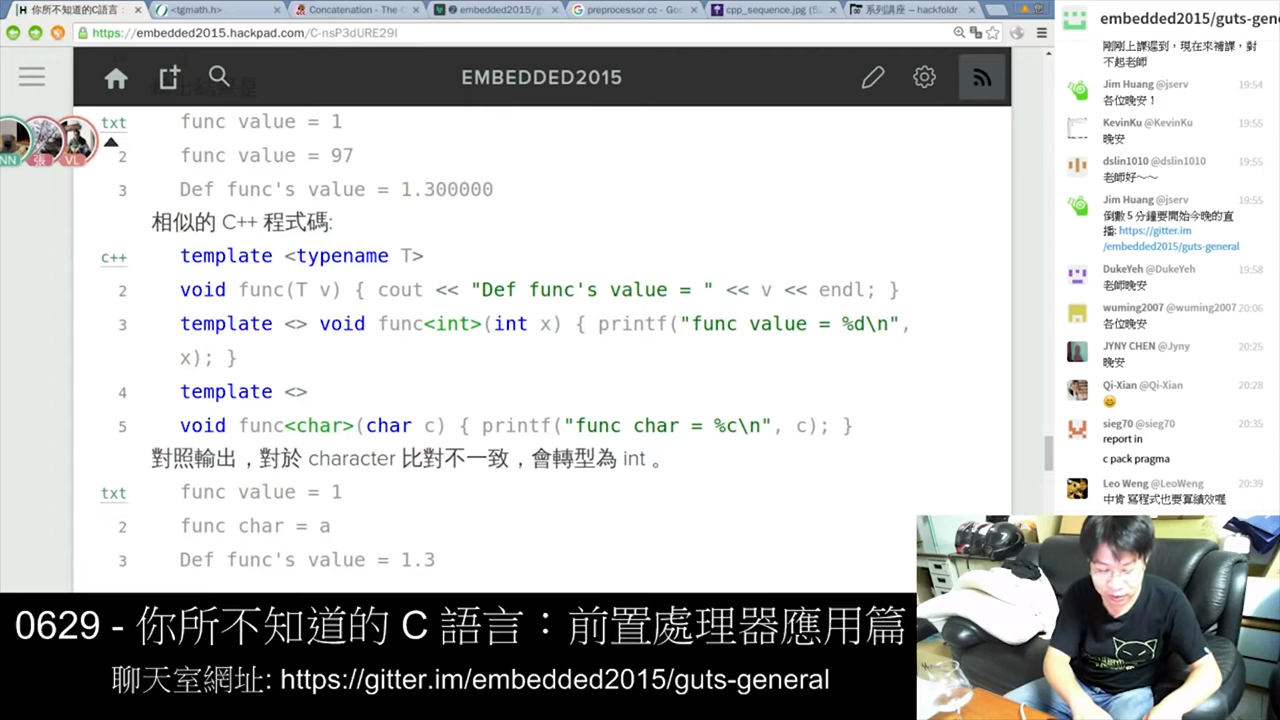 你所不知道的C語言：
<tgmath.h>
Concatenation - The C
embedded2015/g
preprocessor cc - Go
cpp_sequence.jpg (5
系列講座 – hackfoldr
https://embedded2015.hackpad.com/C-nsP3dURE29I
EMBEDDED2015
txt func value = 1
2 func value = 97
3 Def func's value = 1.300000
相似的 C++ 程式碼:
c++ template <typename T>
2 void func(T v) { cout << "Def func's value = " << v << endl; }
3 template <> void func<int>(int x) { printf("func value = %d\n",
x); }
4 template <>
5 void func<char>(char c) { printf("func char = %c\n", c); }
對照輸出，對於 character 比對不一致，會轉型為 int 。
txt func value = 1
2 func char = a
3 Def func's value = 1.3
NN 張 VL
embedded2015/guts-gene
剛剛上課遲到，現在來補課，對
不起老師
Jim Huang @jserv 19:54
各位晚安！
KevinKu @KevinKu 19:55
晚安
dslin1010 @dslin1010 19:55
老師好～～
Jim Huang @jserv 19:55
倒數 5 分鐘要開始今晚的直
播: https://gitter.im
/embedded2015/guts-general
DukeYeh @DukeYeh 19:58
老師晚安
wuming2007 @wuming2007 20:06
各位晚安
JYNY CHEN @Jyny 20:25
晚安
Qi-Xian @Qi-Xian 20:28
sieg70 @sieg70 20:35
report in
c pack pragma
Leo Weng @LeoWeng 20:39
中肯 寫程式也要算績效喔
0629 - 你所不知道的 C 語言：前置處理器應用篇
聊天室網址: https://gitter.im/embedded2015/guts-general